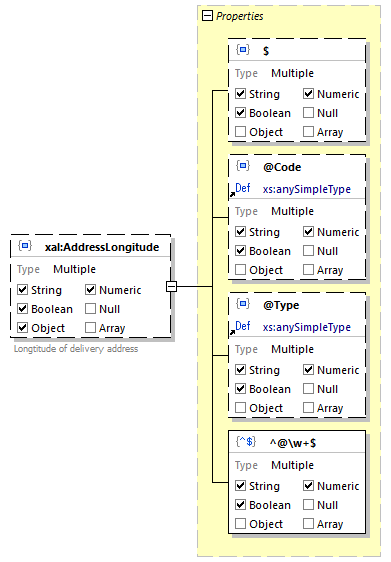 xal:AddressLongitude
Type Multiple
String Numeric
Boolean Null
Object Array
Longtitude of delivery address
Properties
{} $
Type Multiple
String Numeric
Boolean Null
Object Array
{} @Code
Def xs:anySimpleType
Type Multiple
String Numeric
Boolean Null
Object Array
{} @Type
Def xs:anySimpleType
Type Multiple
String Numeric
Boolean Null
Object Array
{^$} ^@\w+$
Type Multiple
String Numeric
Boolean Null
Object Array